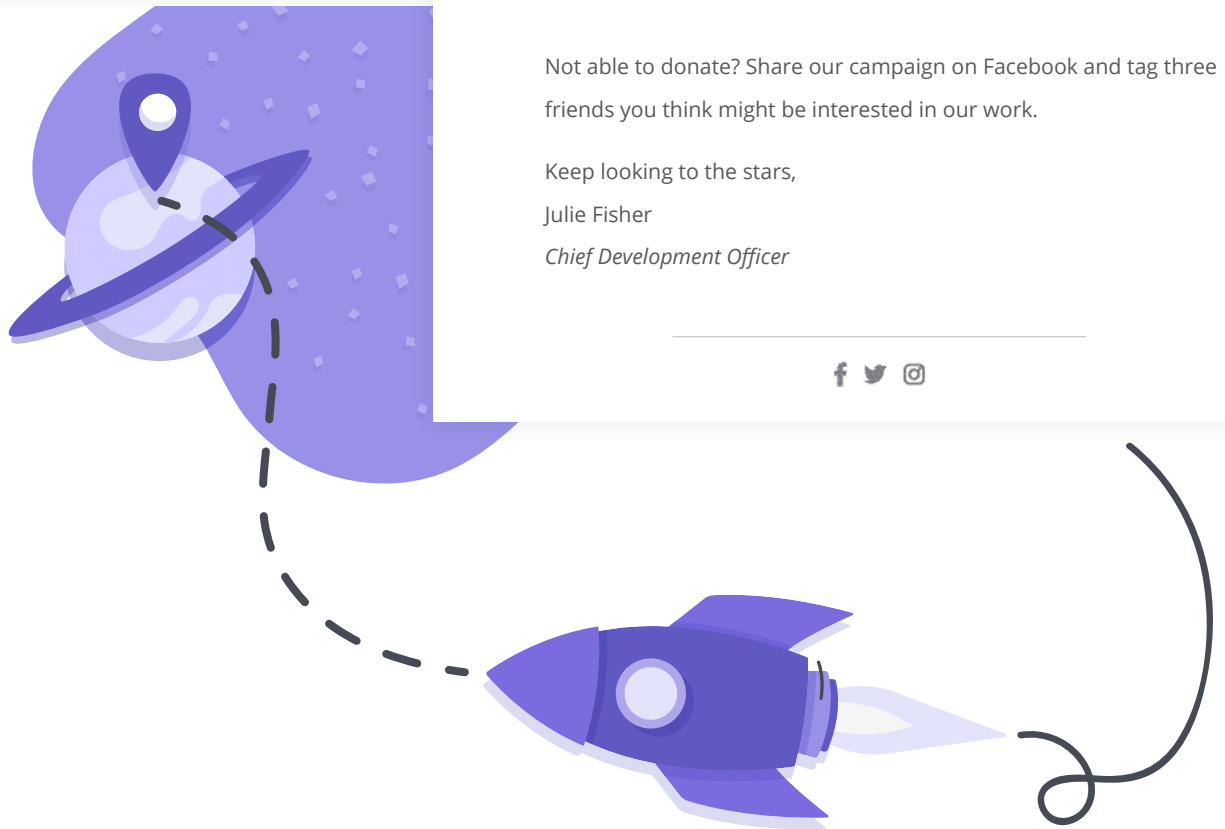 Not able to donate? Share our campaign on Facebook and tag three
friends you think might be interested in our work.
Keep looking to the stars,
Julie Fisher
Chief Development Officer